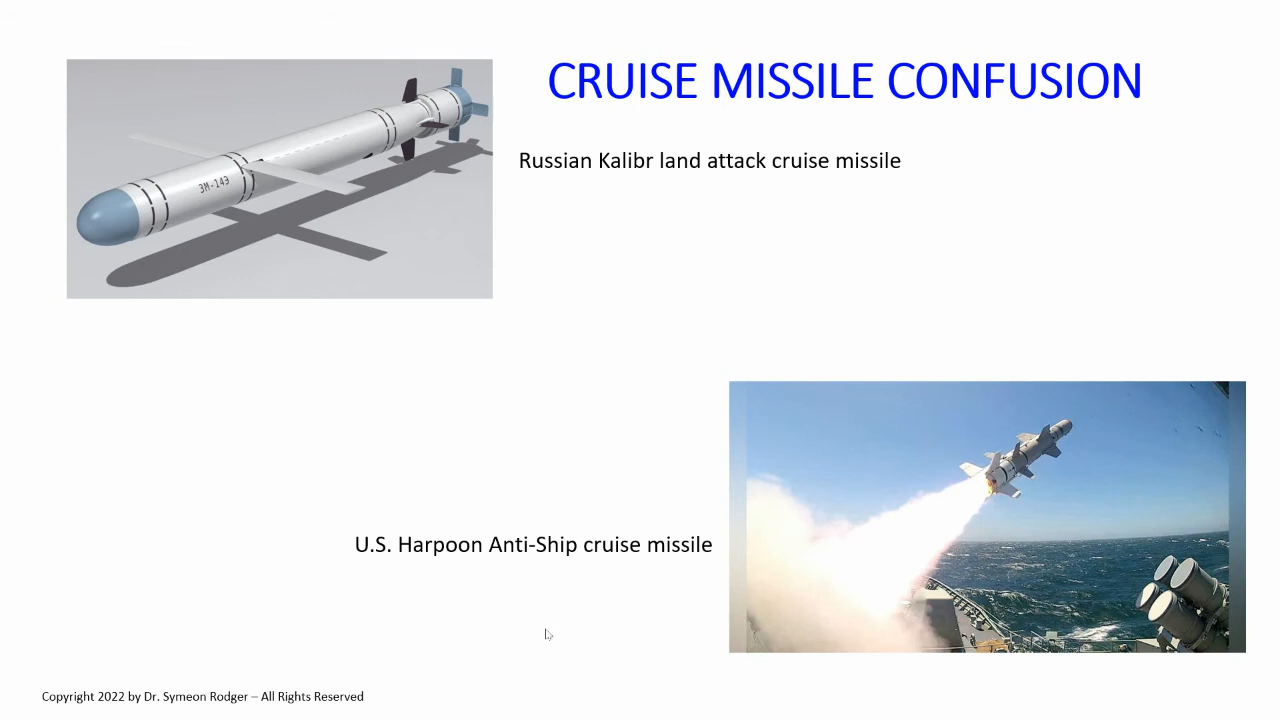 CRUISE MISSILE CONFUSION
Russian Kalibr land attack cruise missile
3M-143
U.S. Harpoon Anti-Ship cruise missile
Copyright 2022 by Dr. Symeon Rodger – All Rights Reserved